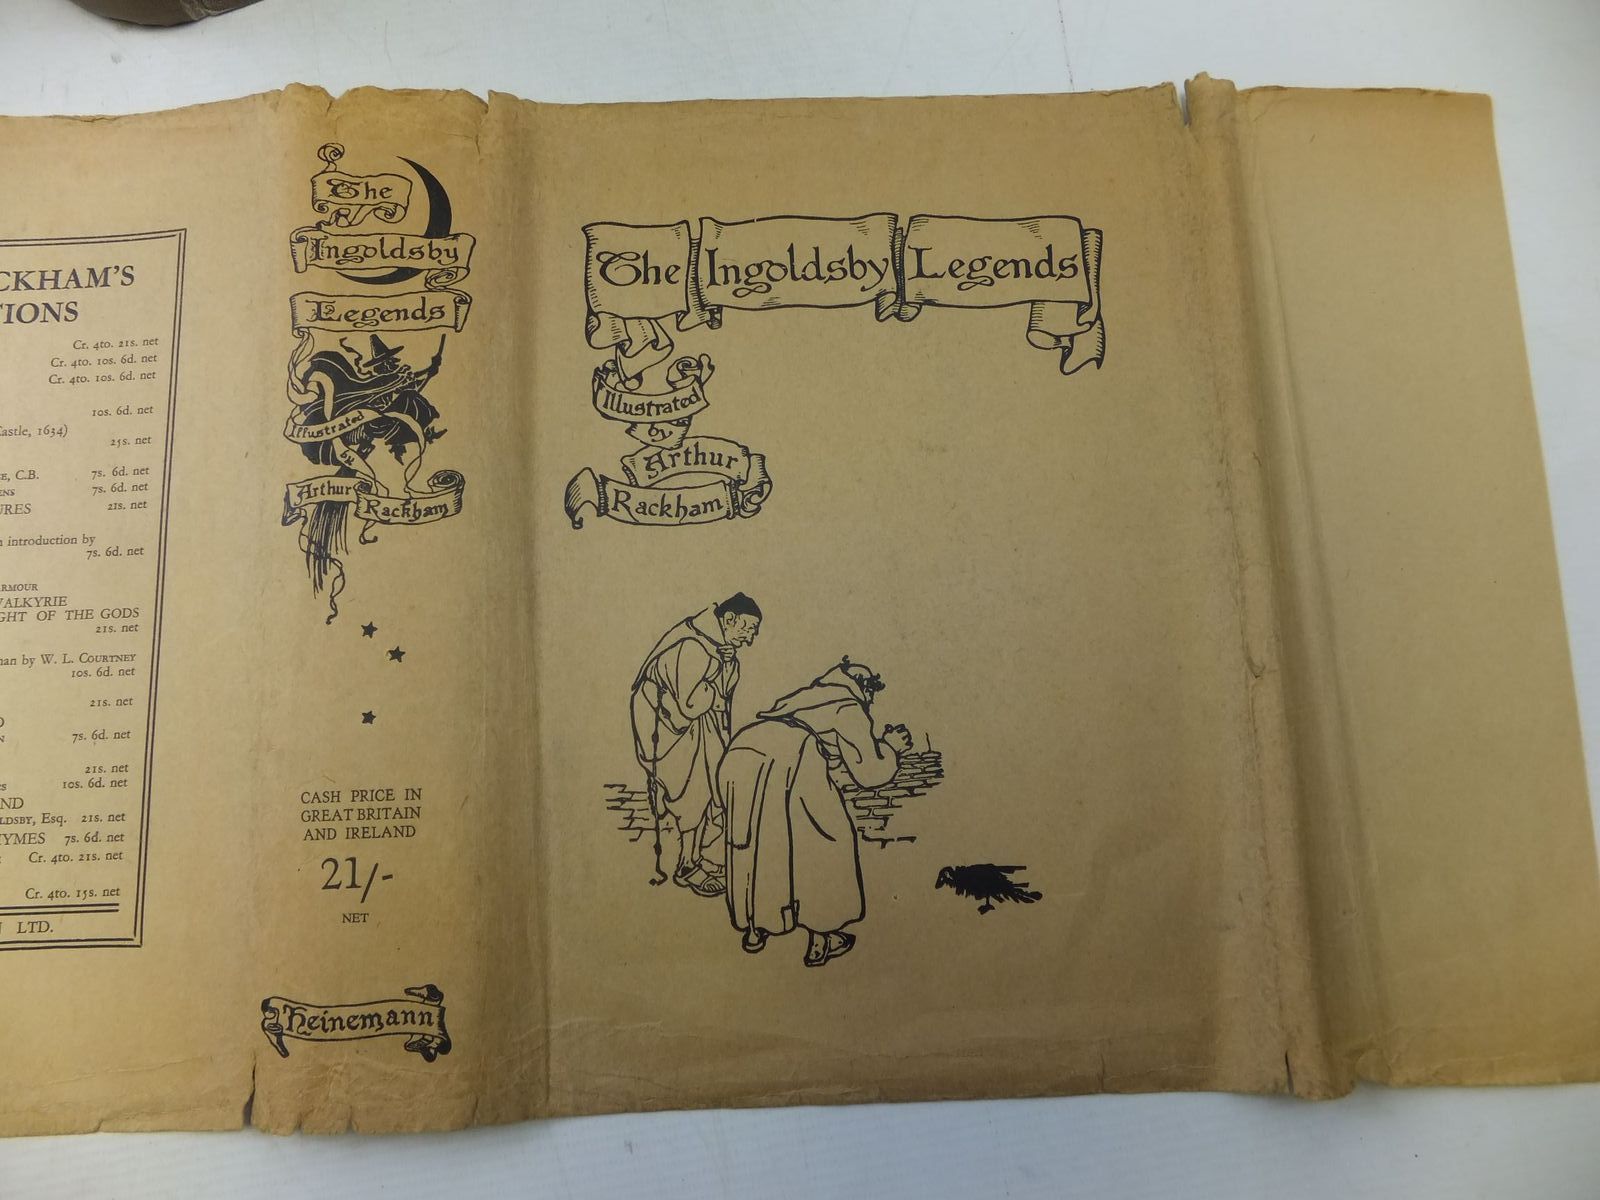 CKHAM'S
TIONS
Cr. 4to. 21s. net
Cr. 4to. 10s. 6d. net
Cr. 4to. 10s. 6d. net
10s. 6d. net
Castle, 1634)
25s. net
E, C.B. 7s. 6d. net
ENS 7s. 6d. net
URES 21s. net
introduction by
7s. 6d. net
RMOUR
VALKYRIE
GHT OF THE GODS
21s. net
man by W. L. COURTNEY
10s. 6d. net
21s. net
7s. 6d. net
21s. net
10s. 6d. net
ND
LDSBY, Esq. 21s. net
HYMES 7s. 6d. net
Cr. 4to. 21s. net
Cr. 4to. 15s. net
LTD.
The
Ingoldsby
Legends
Illustrated
by
Arthur
Rackham
CASH PRICE IN
GREAT BRITAIN
AND IRELAND
21/-
NET
Heinemann
The Ingoldsby Legends
Illustrated
by
Arthur
Rackham